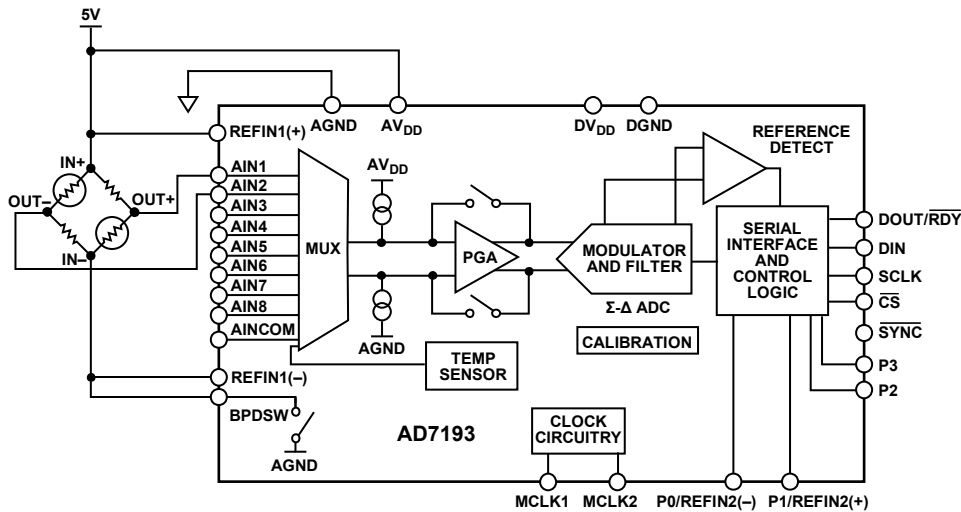 5V
AGND
AVDD
DVDD
DGND
REFERENCE
DETECT
REFIN1(+)
IN+
OUT–
OUT+
IN–
AIN1
AIN2
AIN3
AIN4
AIN5
AIN6
AIN7
AIN8
AINCOM
MUX
AVDD
AGND
PGA
MODULATOR
AND FILTER
Σ-Δ ADC
CALIBRATION
SERIAL
INTERFACE
AND
CONTROL
LOGIC
DOUT/RDY
DIN
SCLK
CS
SYNC
P3
P2
REFIN1(–)
BPDSW
AGND
TEMP
SENSOR
AD7193
CLOCK
CIRCUITRY
MCLK1
MCLK2
P0/REFIN2(–)
P1/REFIN2(+)